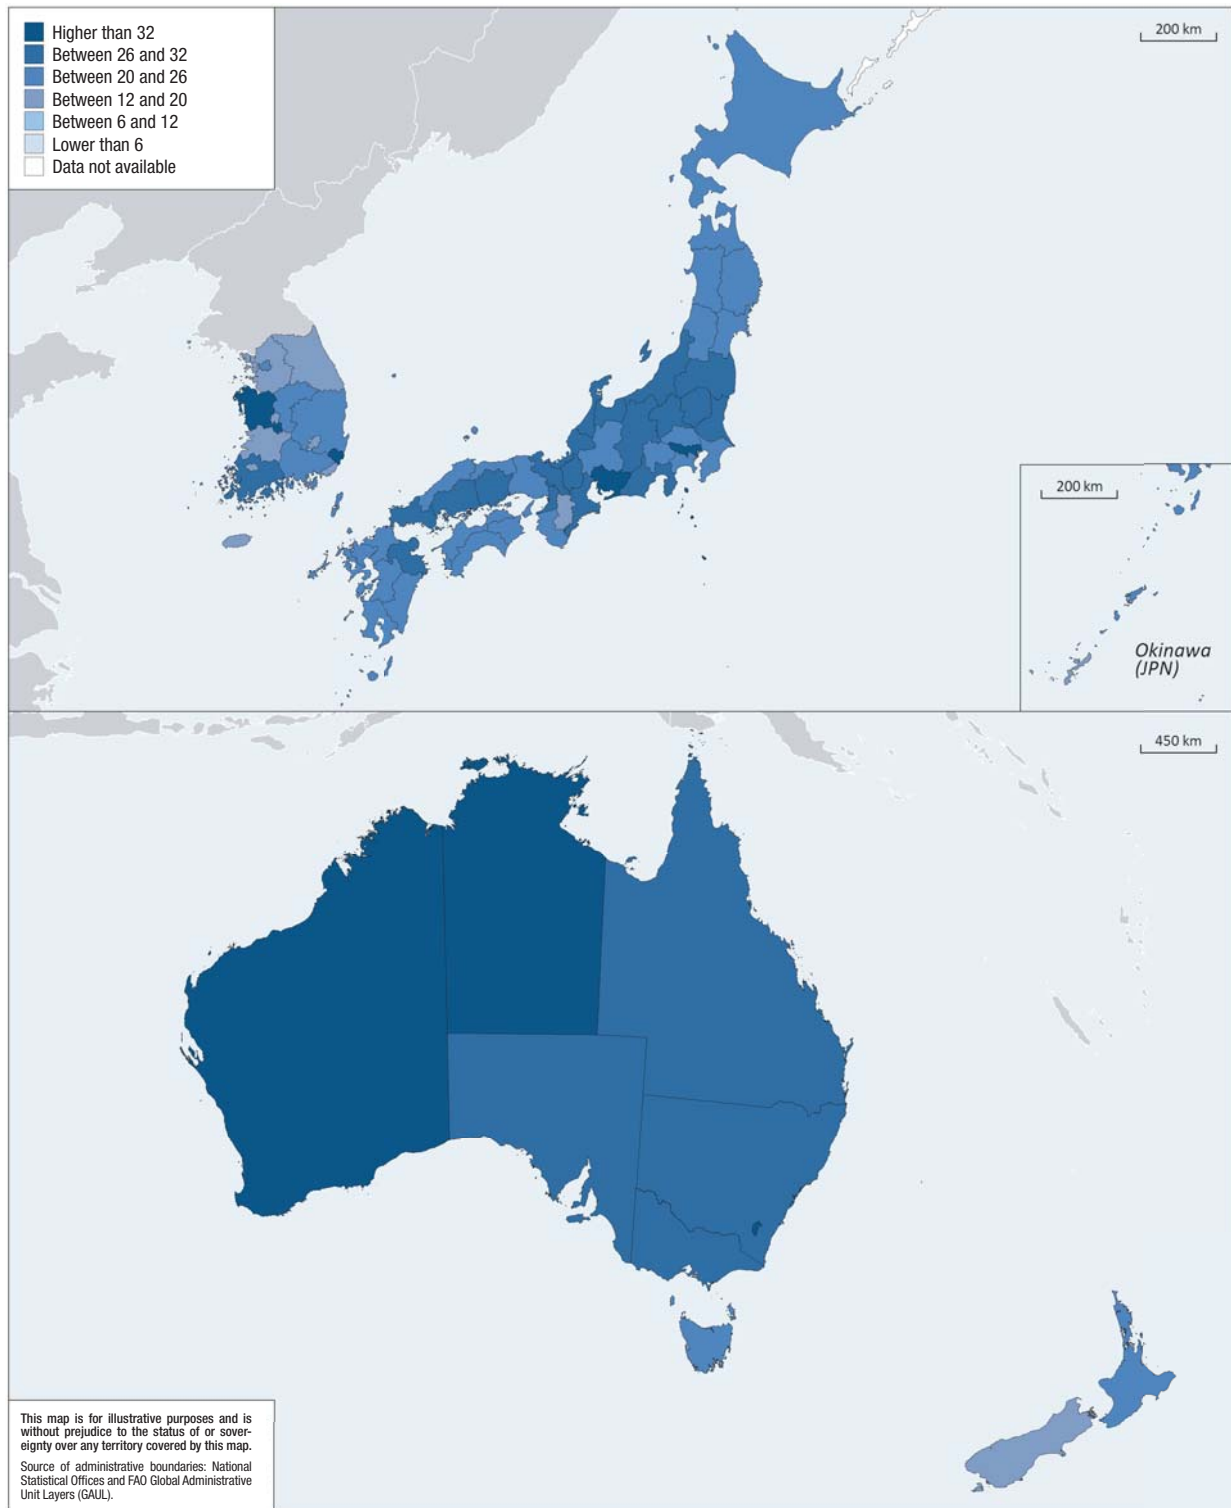 Higher than 32
Between 26 and 32
Between 20 and 26
Between 12 and 20
Between 6 and 12
Lower than 6
Data not available
200 km
200 km
Okinawa
(JPN)
450 km
This map is for illustrative purposes and is
without prejudice to the status of or sover-
eignty over any territory covered by this map.
Source of administrative boundaries: National
Statistical Offices and FAO Global Administrative
Unit Layers (GAUL).